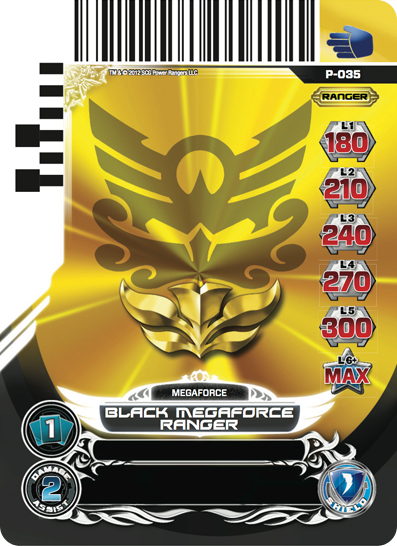 TM & © 2012 SCG Power Rangers LLC
P-035
RANGER
L1
180
L2
210
L3
240
L4
270
L5
300
L6+
MAX
MEGAFORCE
BLACK MEGAFORCE
RANGER
1
DAMAGE
2
ASSIST
SHIELD